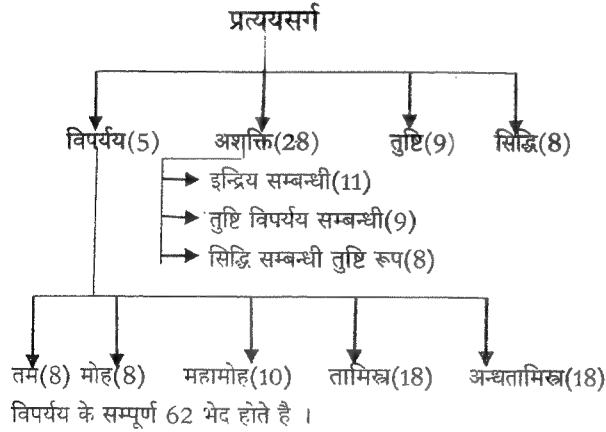 प्रत्ययसर्ग
विपर्यय(5) अशक्ति(28) तुष्टि(9) सिद्धि(8)
इन्द्रिय सम्बन्धी(11)
तुष्टि विपर्यय सम्बन्धी(9)
सिद्धि सम्बन्धी तुष्टि रूप(8)
तम(8) मोह(8) महामोह(10) तामिस्त्र(18) अन्धतामिस्त्र(18)
विपर्यय के सम्पूर्ण 62 भेद होते है ।